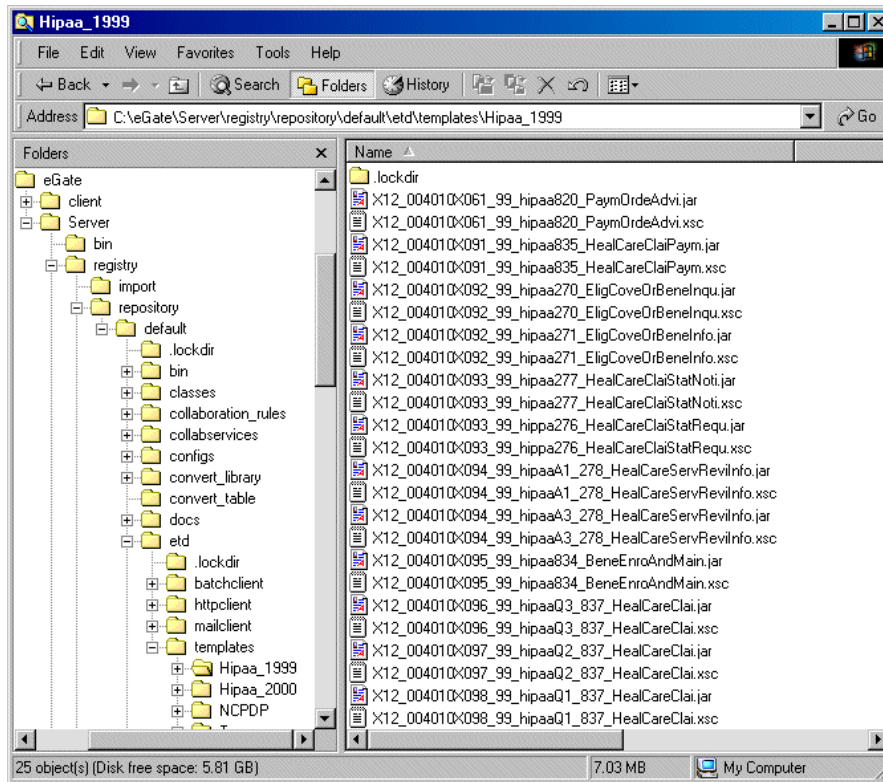 Hipaa_1999
File Edit View Favorites Tools Help
Back Search Folders History
Address C:\eGate\Server\registry\repository\default\etd\templates\Hipaa_1999 Go
Folders
eGate
client
Server
bin
registry
import
repository
default
.lockdir
bin
classes
collaboration_rules
collabservices
configs
convert_library
convert_table
docs
etd
.lockdir
batchclient
httpclient
mailclient
templates
Hipaa_1999
Hipaa_2000
NCPDP
Name
.lockdir
X12_004010X061_99_hipaa820_PaymOrdeAdvi.jar
X12_004010X061_99_hipaa820_PaymOrdeAdvi.xsc
X12_004010X091_99_hipaa835_HealCareClaiPaym.jar
X12_004010X091_99_hipaa835_HealCareClaiPaym.xsc
X12_004010X092_99_hipaa270_EligCoveOrBeneInqu.jar
X12_004010X092_99_hipaa270_EligCoveOrBeneInqu.xsc
X12_004010X092_99_hipaa271_EligCoveOrBeneInfo.jar
X12_004010X092_99_hipaa271_EligCoveOrBeneInfo.xsc
X12_004010X093_99_hipaa277_HealCareClaiStatNoti.jar
X12_004010X093_99_hipaa277_HealCareClaiStatNoti.xsc
X12_004010X093_99_hippa276_HealCareClaiStatRequ.jar
X12_004010X093_99_hippa276_HealCareClaiStatRequ.xsc
X12_004010X094_99_hipaaA1_278_HealCareServReviInfo.jar
X12_004010X094_99_hipaaA1_278_HealCareServReviInfo.xsc
X12_004010X094_99_hipaaA3_278_HealCareServReviInfo.jar
X12_004010X094_99_hipaaA3_278_HealCareServReviInfo.xsc
X12_004010X095_99_hipaa834_BeneEnroAndMain.jar
X12_004010X095_99_hipaa834_BeneEnroAndMain.xsc
X12_004010X096_99_hipaaQ3_837_HealCareClai.jar
X12_004010X096_99_hipaaQ3_837_HealCareClai.xsc
X12_004010X097_99_hipaaQ2_837_HealCareClai.jar
X12_004010X097_99_hipaaQ2_837_HealCareClai.xsc
X12_004010X098_99_hipaaQ1_837_HealCareClai.jar
X12_004010X098_99_hipaaQ1_837_HealCareClai.xsc
25 object(s) (Disk free space: 5.81 GB) 7.03 MB My Computer